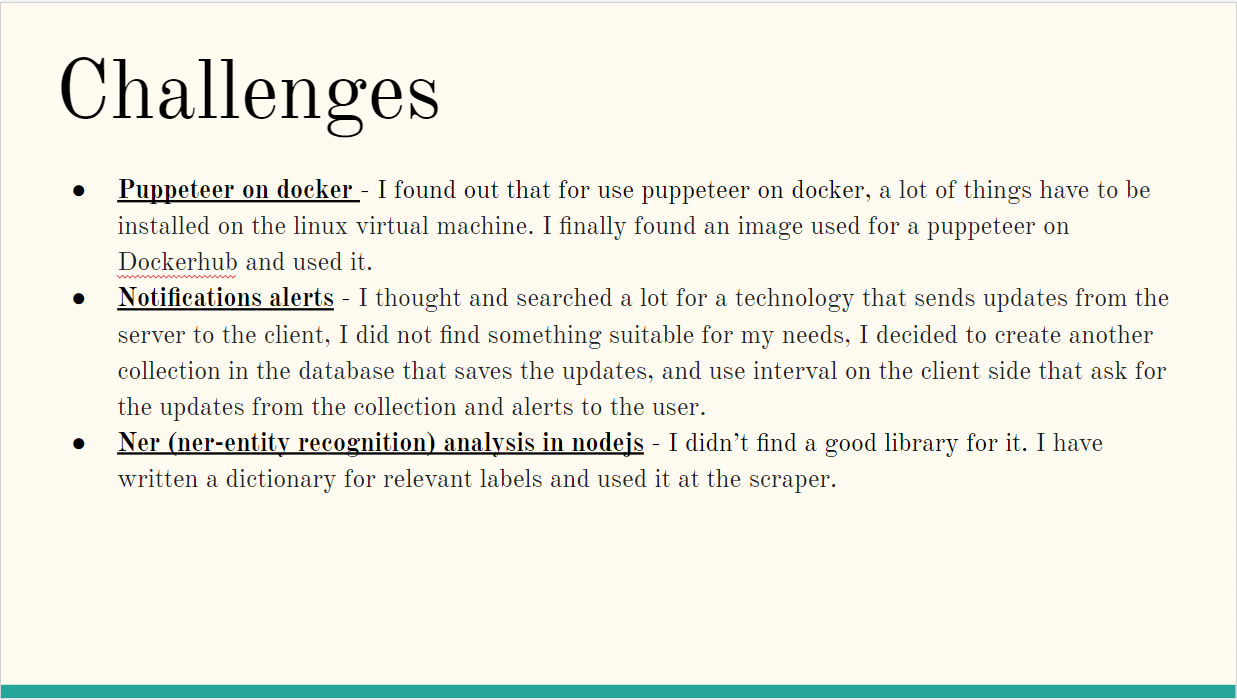 Challenges
● Puppeteer on docker - I found out that for use puppeteer on docker, a lot of things have to be
installed on the linux virtual machine. I finally found an image used for a puppeteer on
Dockerhub and used it.
● Notifications alerts - I thought and searched a lot for a technology that sends updates from the
server to the client, I did not find something suitable for my needs, I decided to create another
collection in the database that saves the updates, and use interval on the client side that ask for
the updates from the collection and alerts to the user.
● Ner (ner-entity recognition) analysis in nodejs - I didn’t find a good library for it. I have
written a dictionary for relevant labels and used it at the scraper.